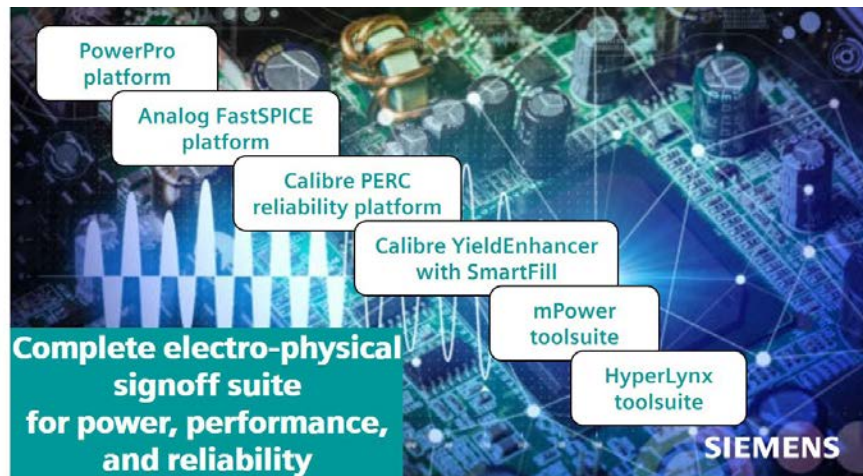 PowerPro
platform
Analog FastSPICE
platform
Calibre PERC
reliability platform
Calibre YieldEnhancer
with SmartFill
mPower
toolsuite
HyperLynx
toolsuite
Complete electro-physical
signoff suite
for power, performance,
and reliability
SIEMENS